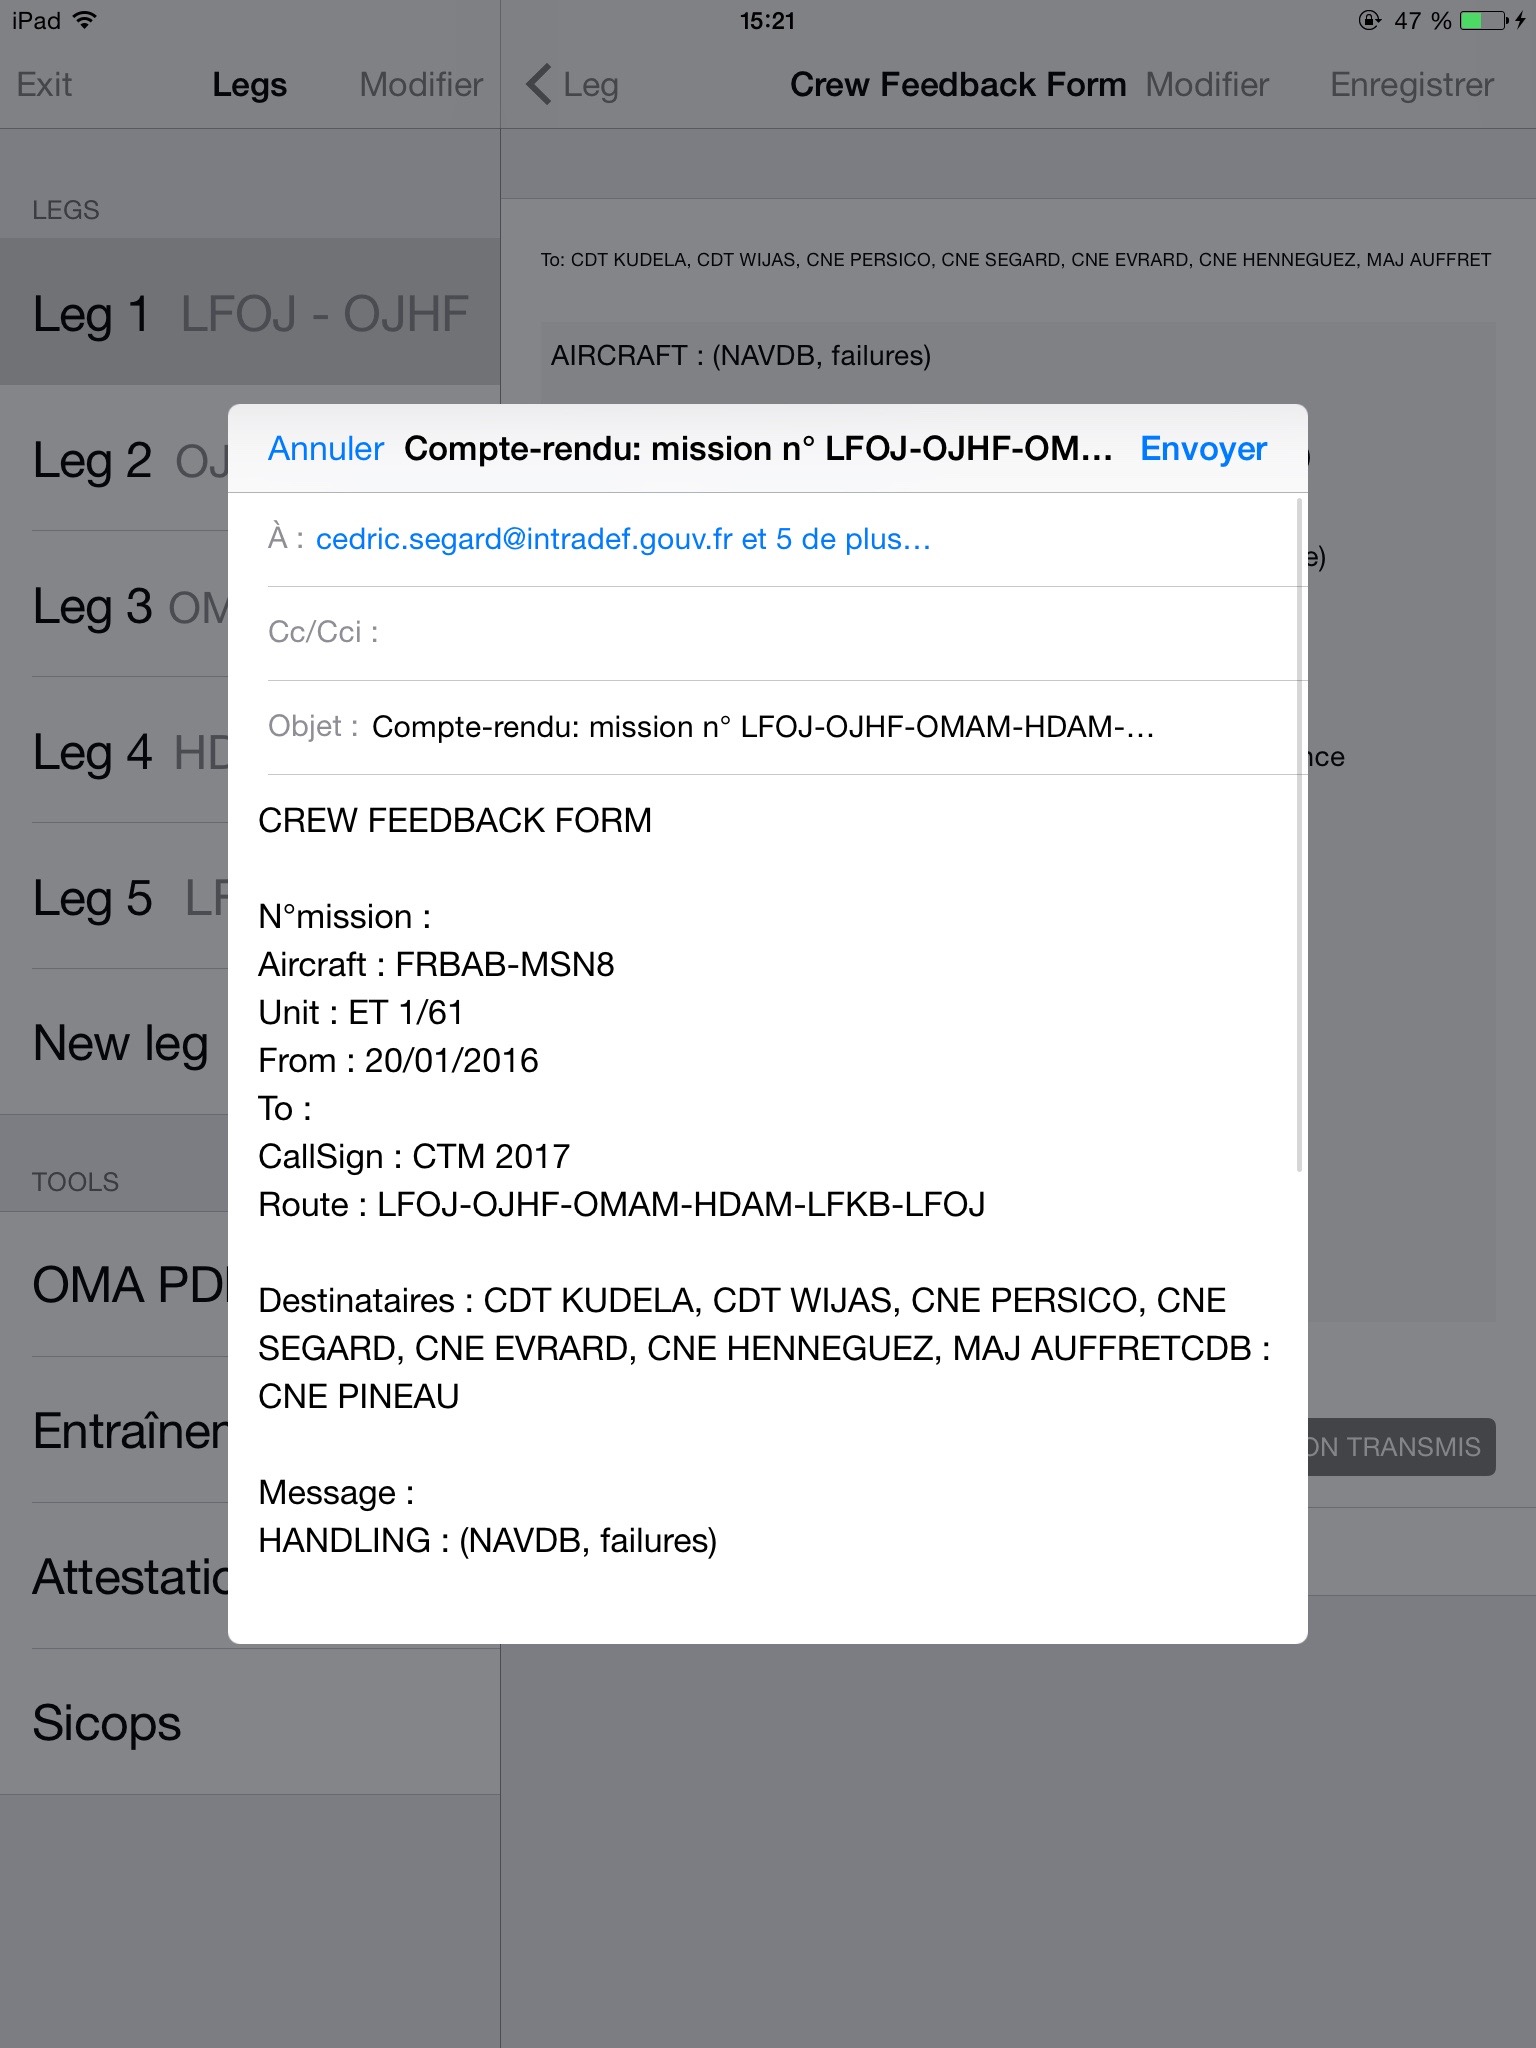 iPad
15:21
47 %
Exit
Legs
Modifier
Leg
Crew Feedback Form
Modifier
Enregistrer
LEGS
Leg 1 LFOJ - OJHF
Leg 2 OJ
Leg 3 OM
Leg 4 HD
Leg 5 LF
New leg
TOOLS
OMA PD
Entraîner
Attestatio
Sicops
To: CDT KUDELA, CDT WIJAS, CNE PERSICO, CNE SEGARD, CNE EVRARD, CNE HENNEGUEZ, MAJ AUFFRET
AIRCRAFT : (NAVDB, failures)
)
e)
nce
ON TRANSMIS
Annuler
Compte-rendu: mission n° LFOJ-OJHF-OM...
Envoyer
À : cedric.segard@intradef.gouv.fr et 5 de plus...
Cc/Cci :
Objet : Compte-rendu: mission n° LFOJ-OJHF-OMAM-HDAM-...
CREW FEEDBACK FORM
N°mission :
Aircraft : FRBAB-MSN8
Unit : ET 1/61
From : 20/01/2016
To :
CallSign : CTM 2017
Route : LFOJ-OJHF-OMAM-HDAM-LFKB-LFOJ
Destinataires : CDT KUDELA, CDT WIJAS, CNE PERSICO, CNE
SEGARD, CNE EVRARD, CNE HENNEGUEZ, MAJ AUFFRETCDB :
CNE PINEAU
Message :
HANDLING : (NAVDB, failures)